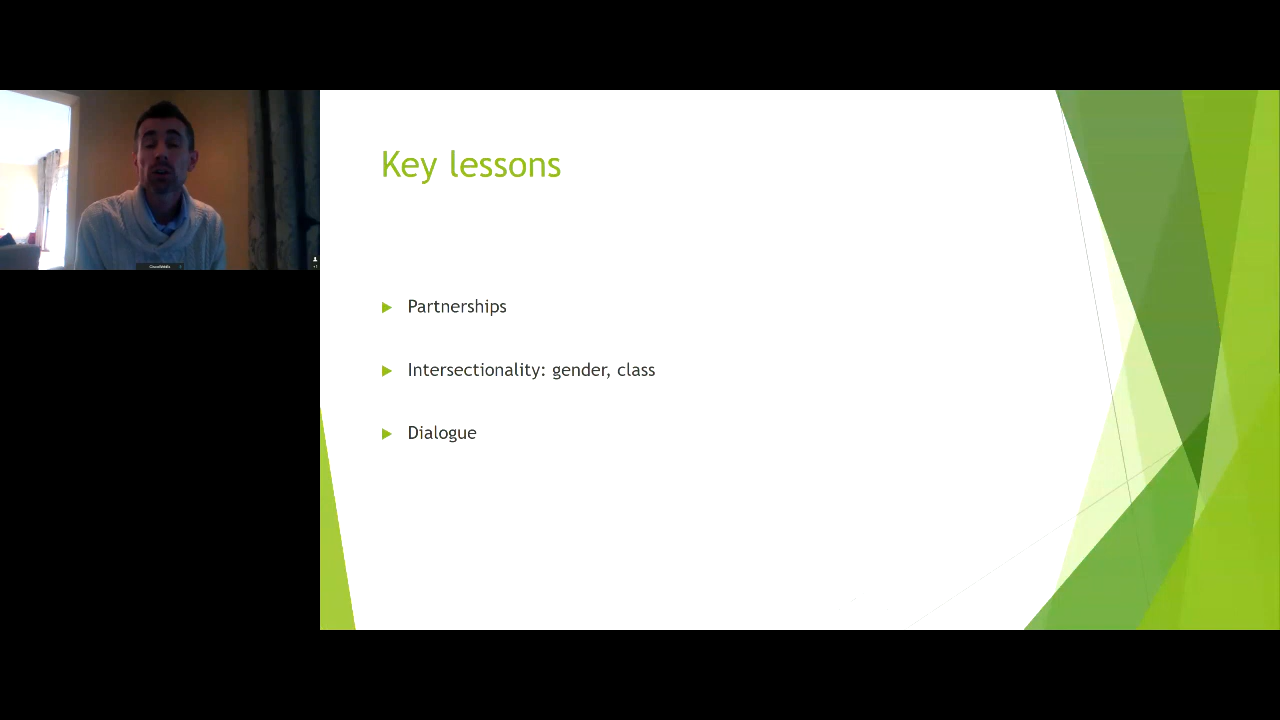 Key lessons
Partnerships
Intersectionality: gender, class
Dialogue